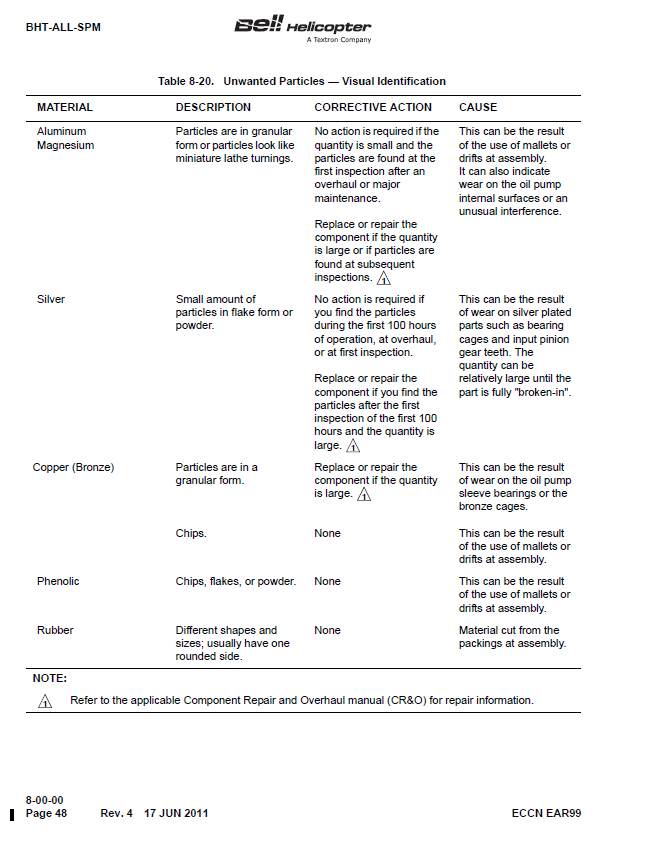 BHT-ALL-SPM
Bell Helicopter
A Textron Company
Table 8-20. Unwanted Particles — Visual Identification
MATERIAL DESCRIPTION CORRECTIVE ACTION CAUSE
Aluminum
Magnesium
Particles are in granular
form or particles look like
miniature lathe turnings.
No action is required if the
quantity is small and the
particles are found at the
first inspection after an
overhaul or major
maintenance.
Replace or repair the
component if the quantity
is large or if particles are
found at subsequent
inspections. 1
This can be the result
of the use of mallets or
drifts at assembly.
It can also indicate
wear on the oil pump
internal surfaces or an
unusual interference.
Silver
Small amount of
particles in flake form or
powder.
No action is required if
you find the particles
during the first 100 hours
of operation, at overhaul,
or at first inspection.
Replace or repair the
component if you find the
particles after the first
inspection of the first 100
hours and the quantity is
large. 1
This can be the result
of wear on silver plated
parts such as bearing
cages and input pinion
gear teeth. The
quantity can be
relatively large until the
part is fully "broken-in".
Copper (Bronze)
Particles are in a
granular form.
Replace or repair the
component if the quantity
is large. 1
This can be the result
of wear on the oil pump
sleeve bearings or the
bronze cages.
Chips.
None
This can be the result
of the use of mallets or
drifts at assembly.
Phenolic
Chips, flakes, or powder.
None
This can be the result
of the use of mallets or
drifts at assembly.
Rubber
Different shapes and
sizes; usually have one
rounded side.
None
Material cut from the
packings at assembly.
NOTE:
1 Refer to the applicable Component Repair and Overhaul manual (CR&O) for repair information.
8-00-00
Page 48 Rev. 4 17 JUN 2011 ECCN EAR99